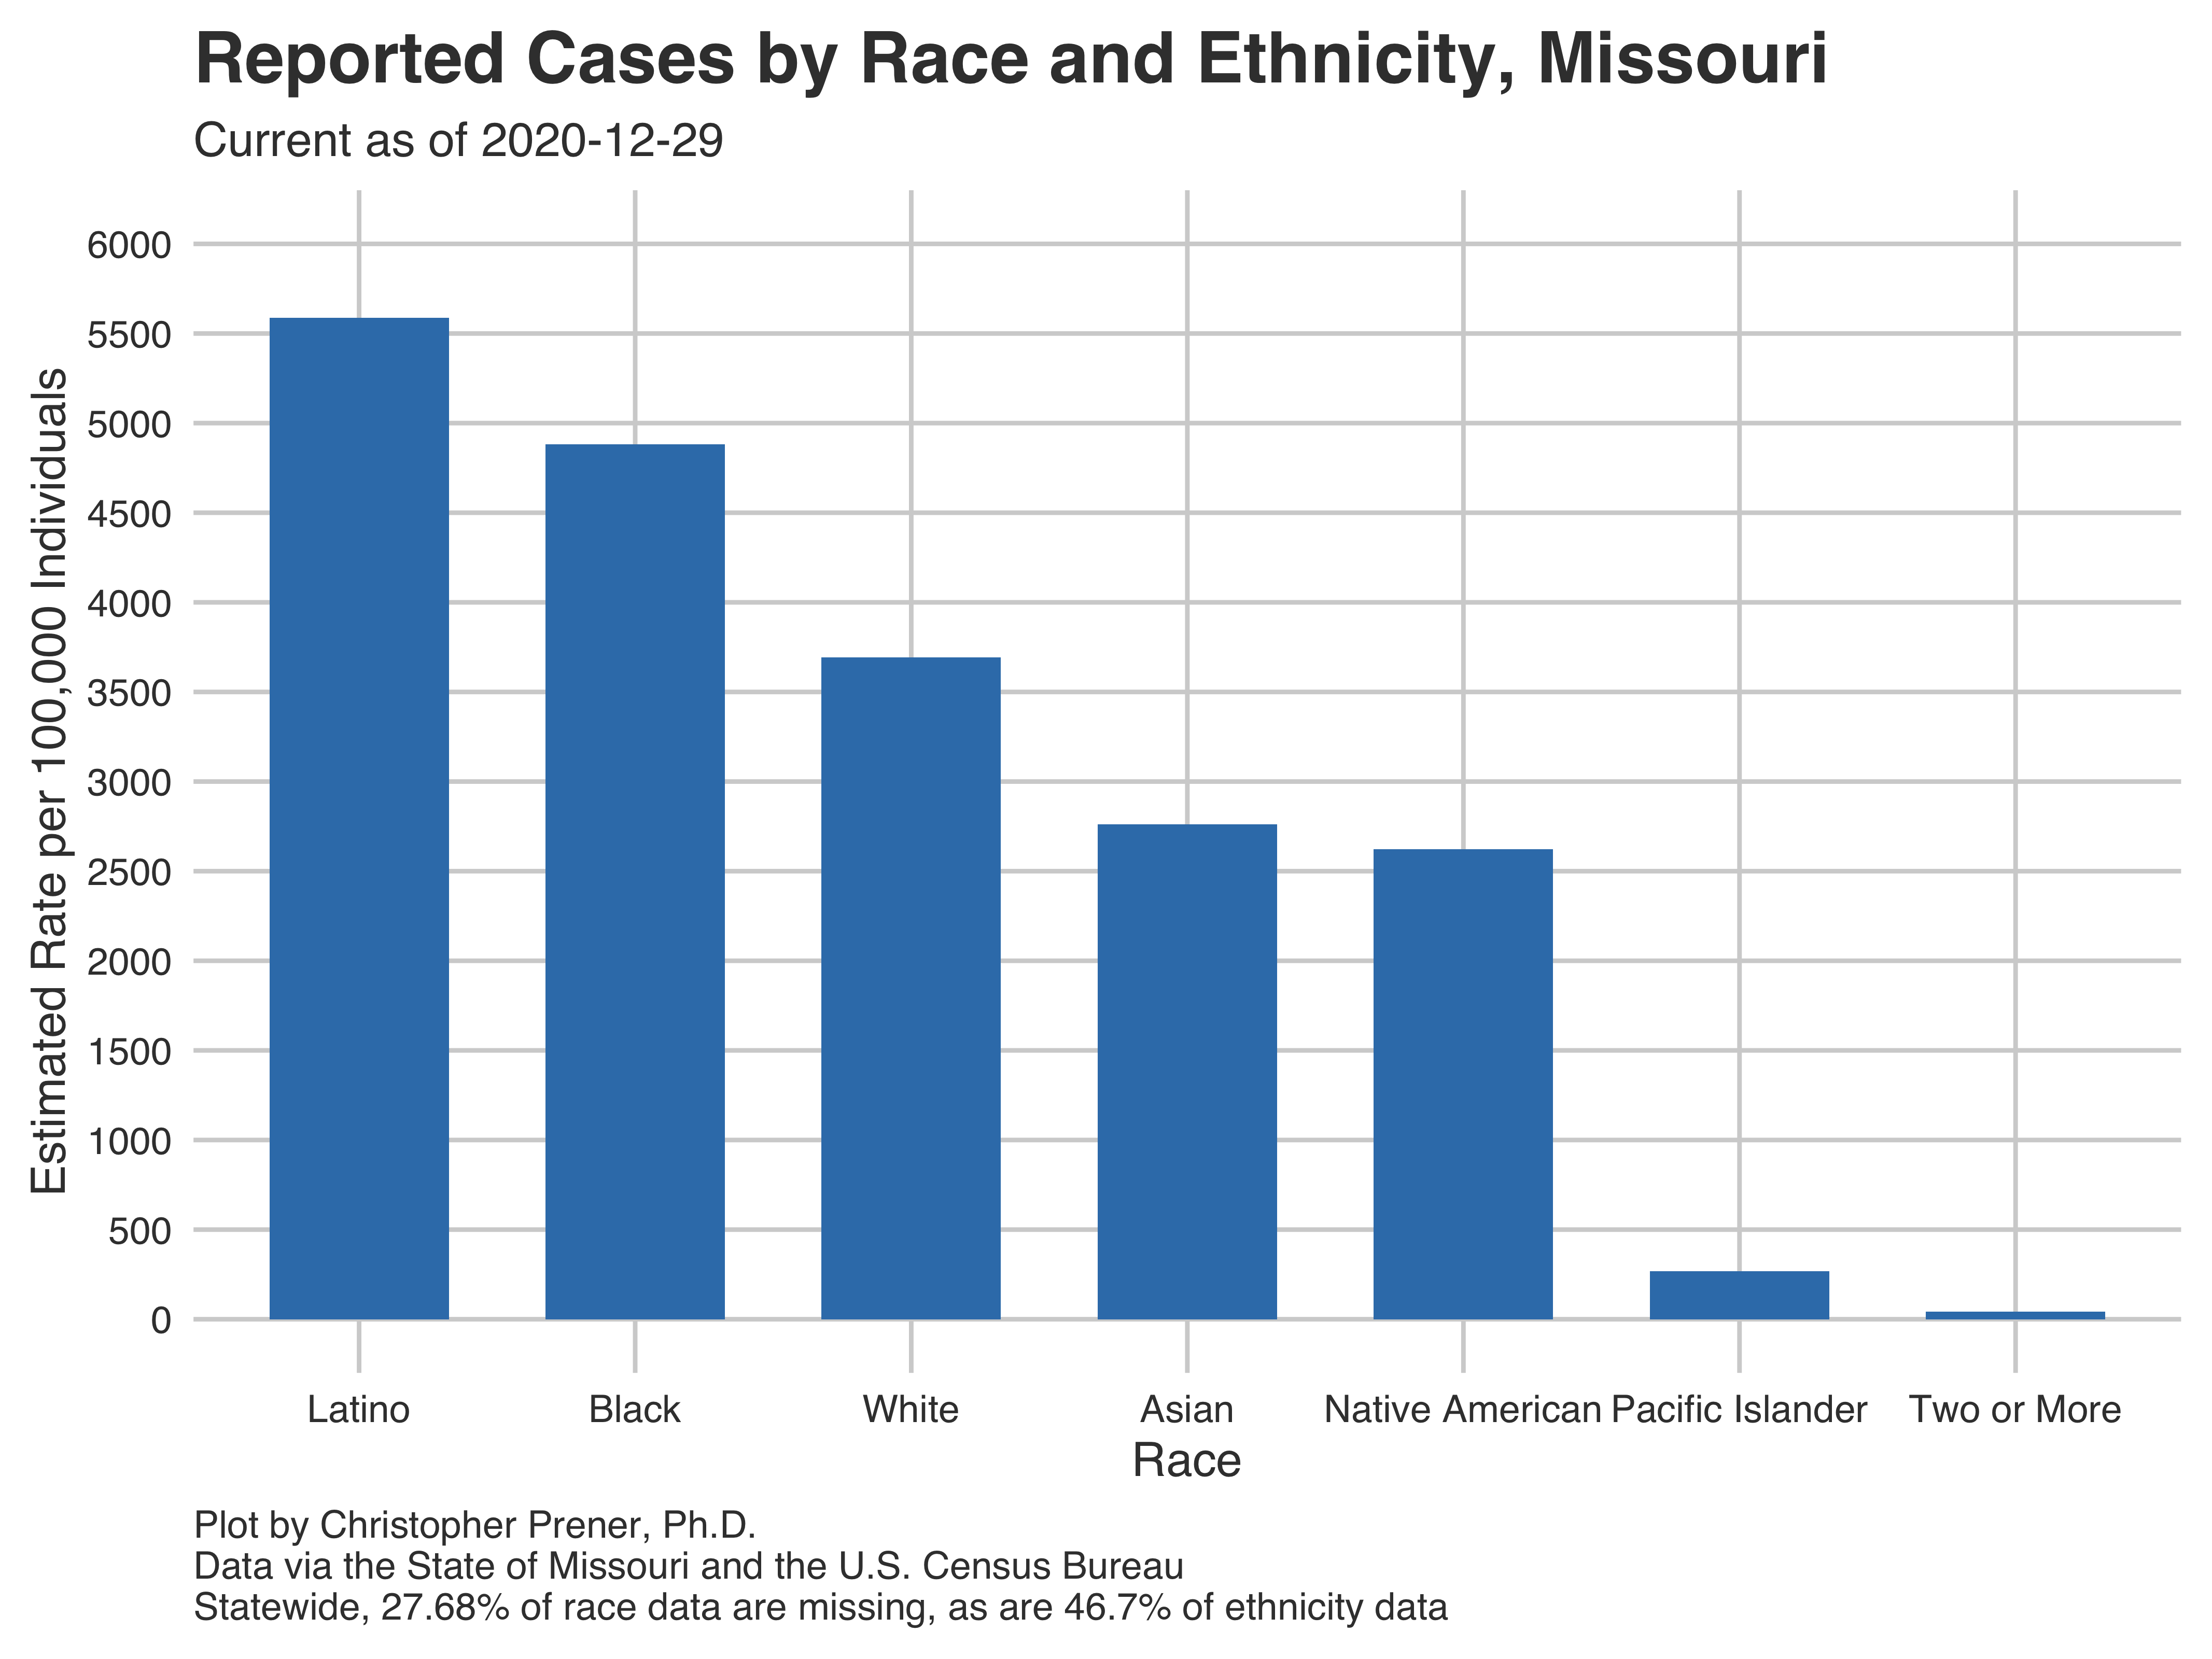 Reported Cases by Race and Ethnicity, Missouri
Current as of 2020-12-29
Estimated Rate per 100,000 Individuals
6000
5500
5000
4500
4000
3500
3000
2500
2000
1500
1000
500
0
Latino Black White Asian Native American Pacific Islander Two or More
Race
Plot by Christopher Prener, Ph.D.
Data via the State of Missouri and the U.S. Census Bureau
Statewide, 27.68% of race data are missing, as are 46.7% of ethnicity data